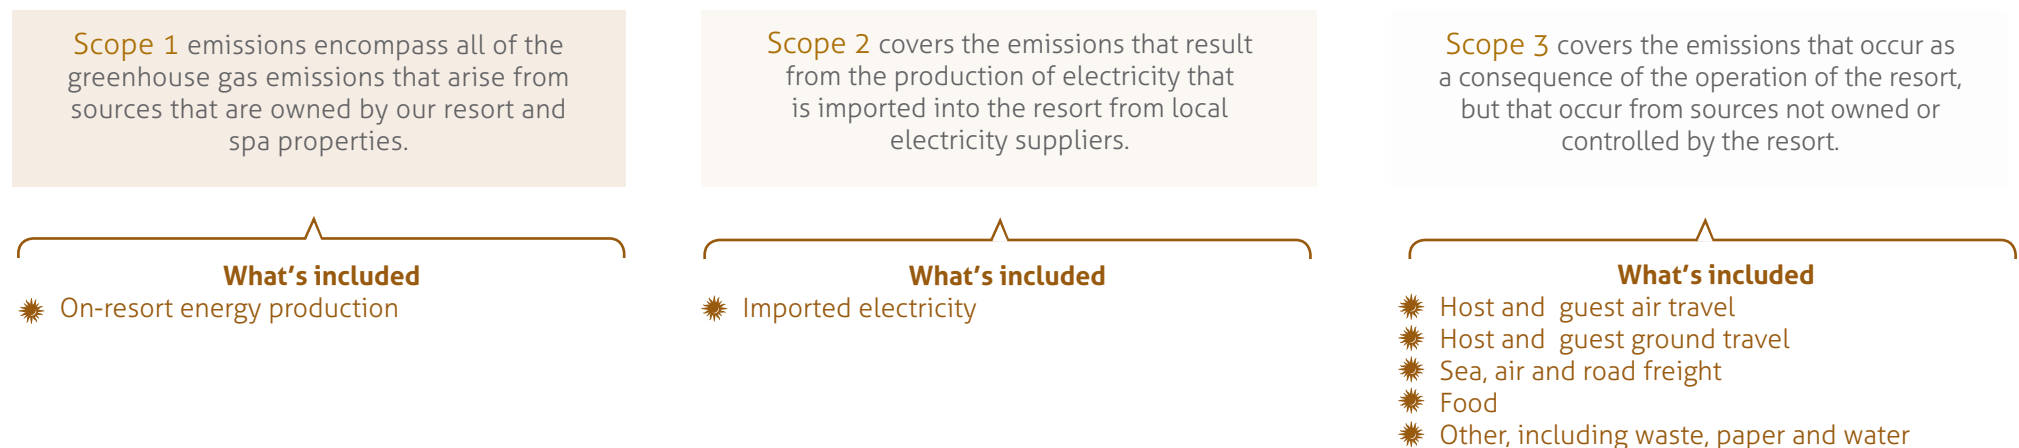 Scope 1 emissions encompass all of the
greenhouse gas emissions that arise from
sources that are owned by our resort and
spa properties.
What's included
On-resort energy production
Scope 2 covers the emissions that result
from the production of electricity that
is imported into the resort from local
electricity suppliers.
What's included
Imported electricity
Scope 3 covers the emissions that occur as
a consequence of the operation of the resort,
but that occur from sources not owned or
controlled by the resort.
What's included
Host and guest air travel
Host and guest ground travel
Sea, air and road freight
Food
Other, including waste, paper and water